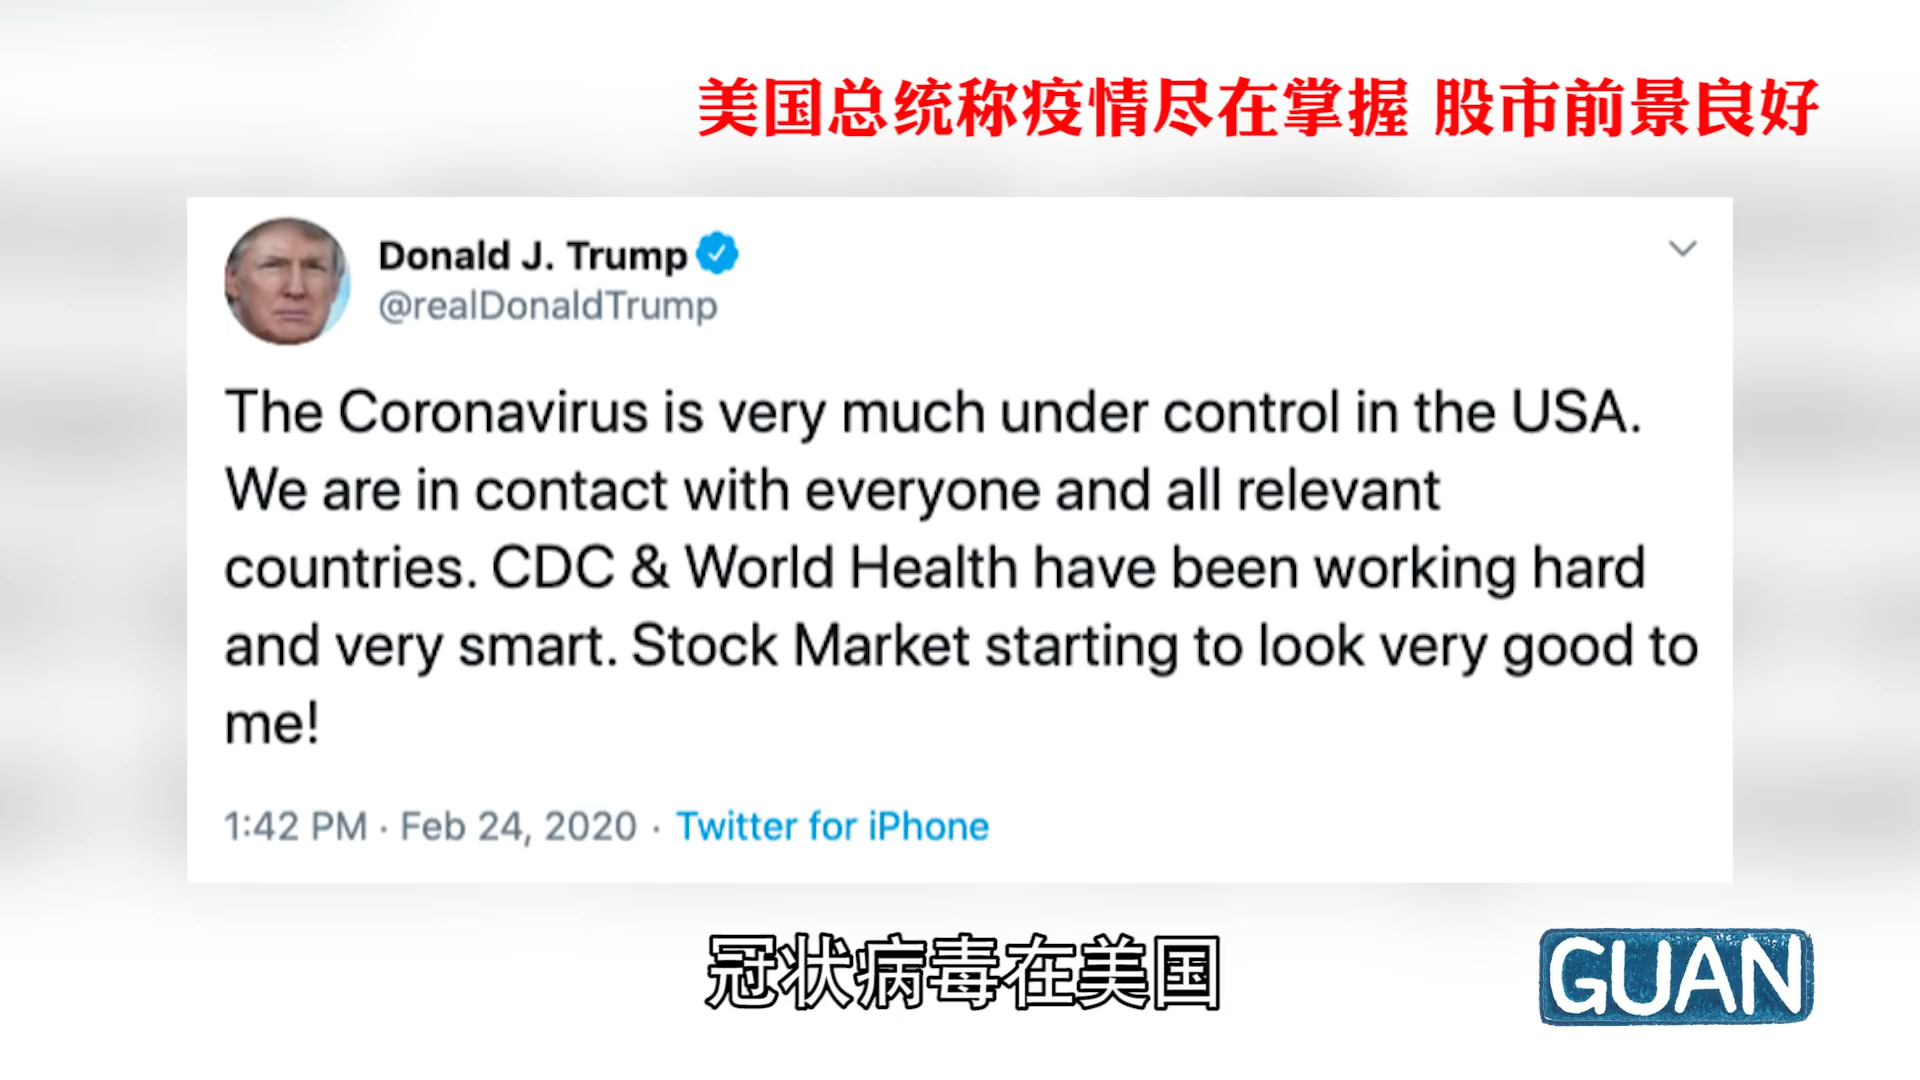 美国总统称疫情尽在掌握 股市前景良好
Donald J. Trump
@realDonaldTrump
The Coronavirus is very much under control in the USA.
We are in contact with everyone and all relevant
countries. CDC & World Health have been working hard
and very smart. Stock Market starting to look very good to
me!
1:42 PM · Feb 24, 2020 · Twitter for iPhone
冠状病毒在美国
GUAN